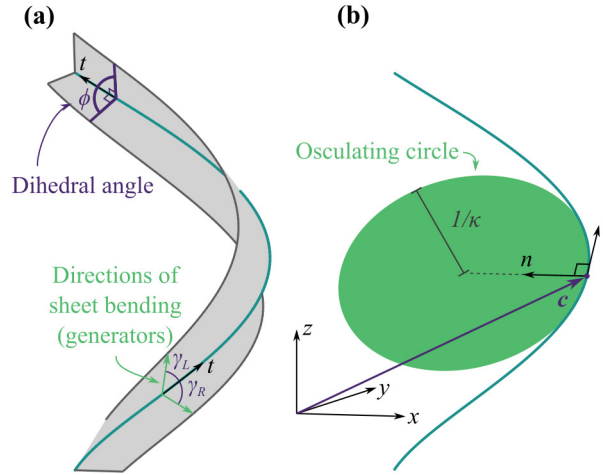 (a)
(b)
t
ϕ
Dihedral angle
Osculating circle
1/κ
Directions of
sheet bending
(generators)
n
c
γL
t
γR
z
y
x